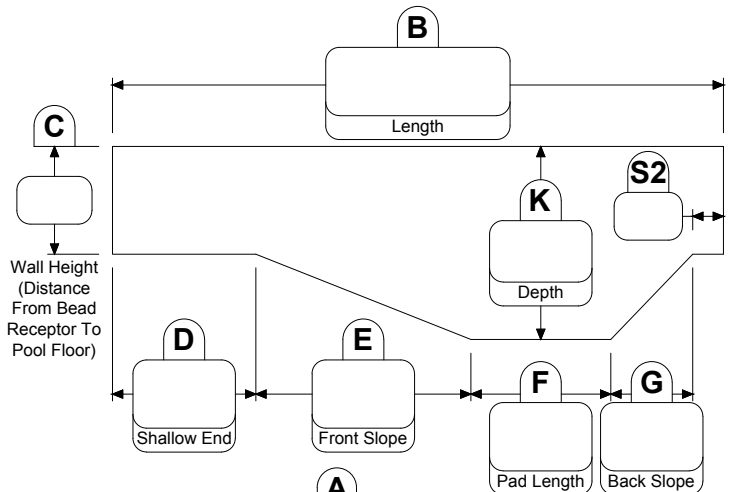 B
Length
C
S2
K
Depth
Wall Height
(Distance
From Bead
Receptor To
Pool Floor)
D
Shallow End
E
Front Slope
F
Pad Length
G
Back Slope
A